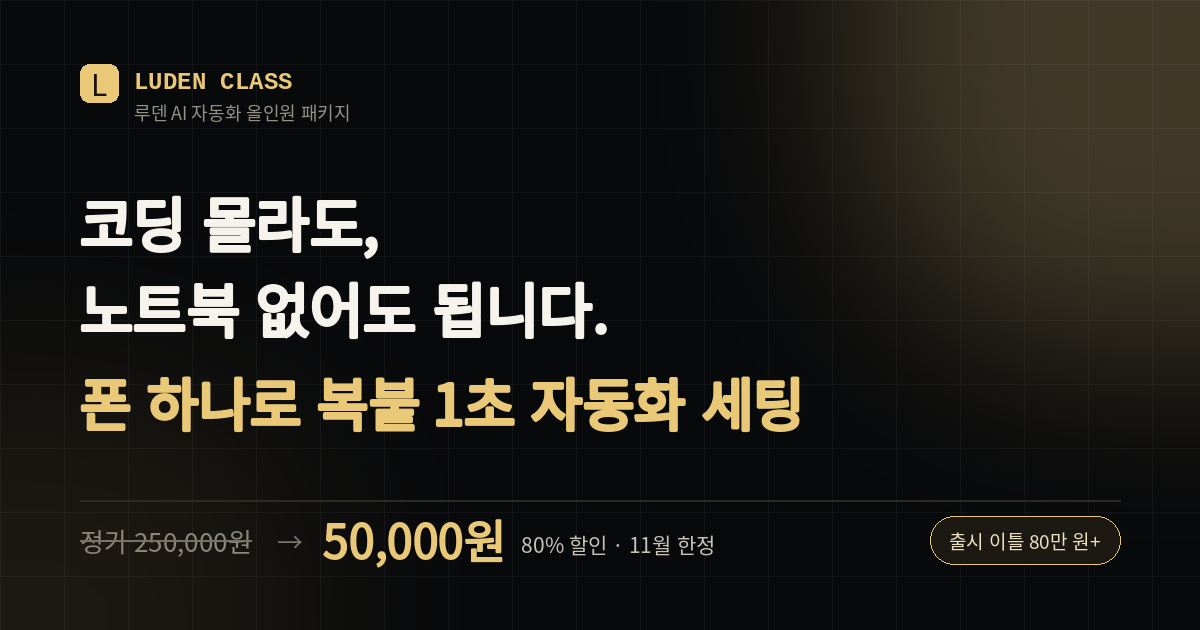 L
LUDEN CLASS
루덴 AI 자동화 올인원 패키지
코딩 몰라도,
노트북 없어도 됩니다.
폰 하나로 복붙 1초 자동화 세팅
정가 250,000원 → 50,000원 80% 할인 · 11월 한정
출시 이틀 80만 원+